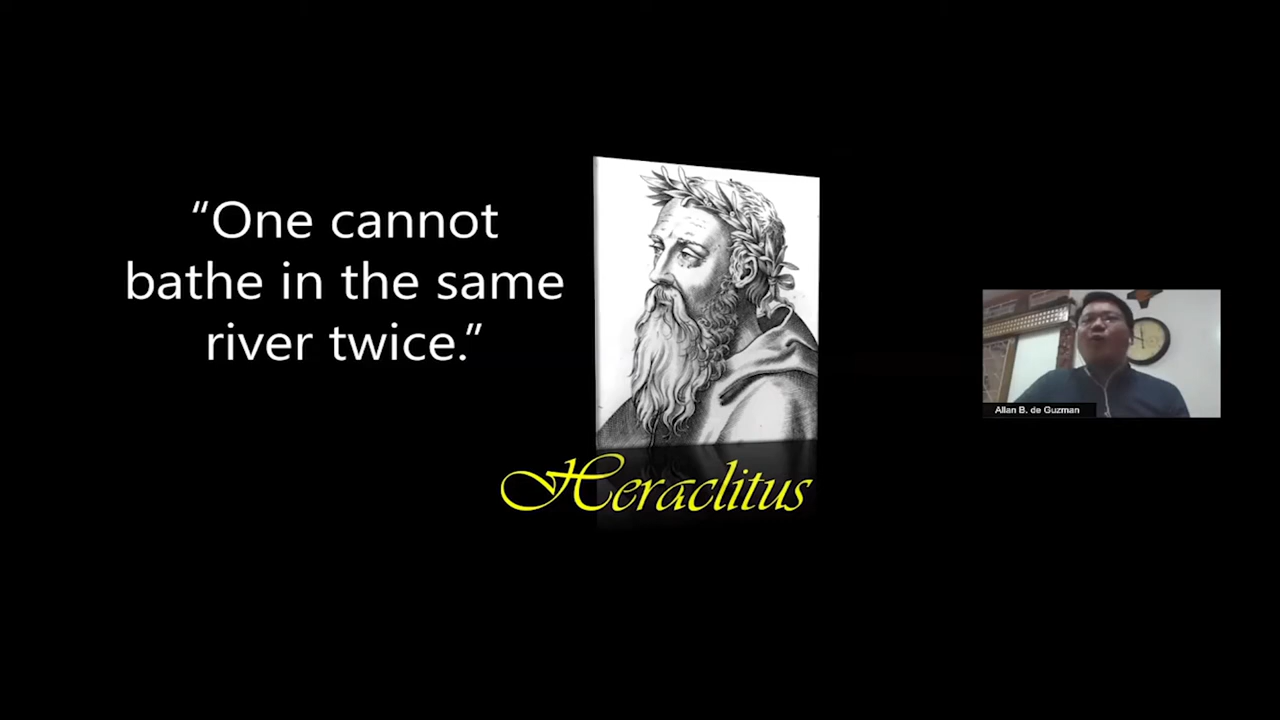 “One cannot
bathe in the same
river twice.”
Heraclitus
Allan B. de Guzman